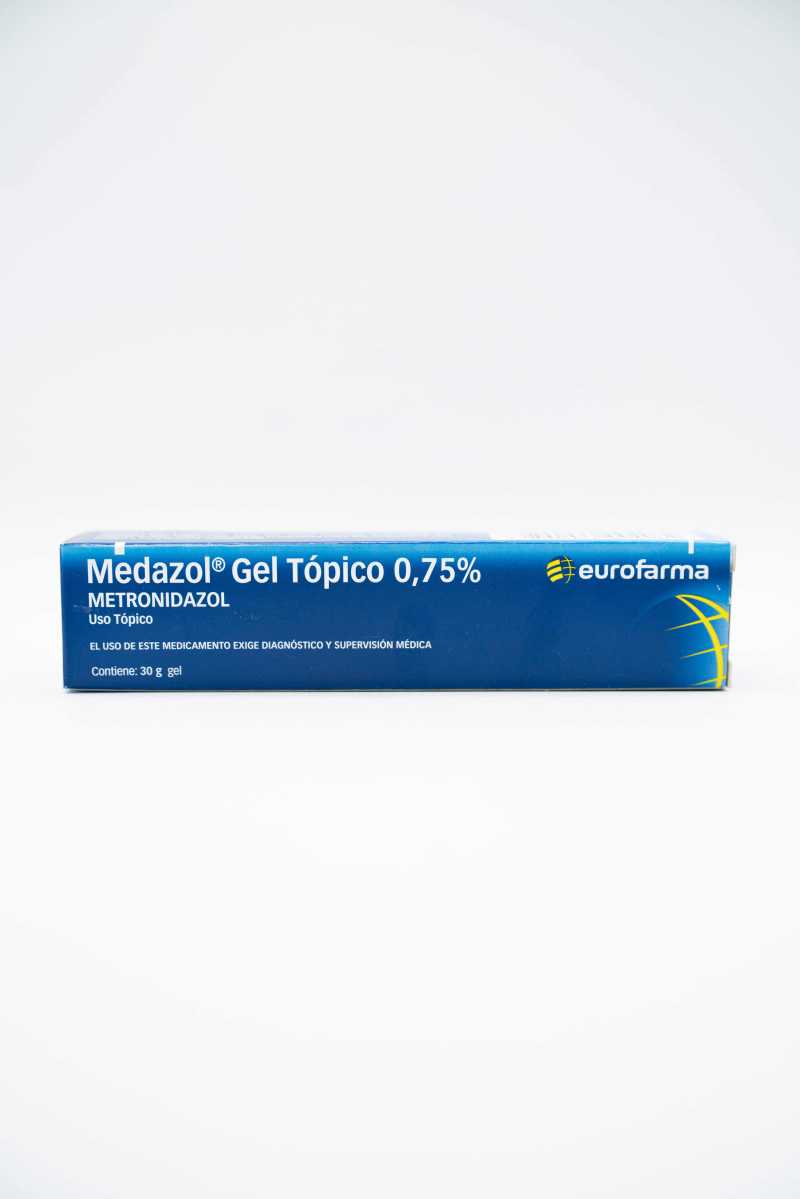 Medazol® Gel Tópico 0,75%
eurofarma
METRONIDAZOL
Uso Tópico
EL USO DE ESTE MEDICAMENTO EXIGE DIAGNÓSTICO Y SUPERVISIÓN MÉDICA
Contiene: 30 g gel